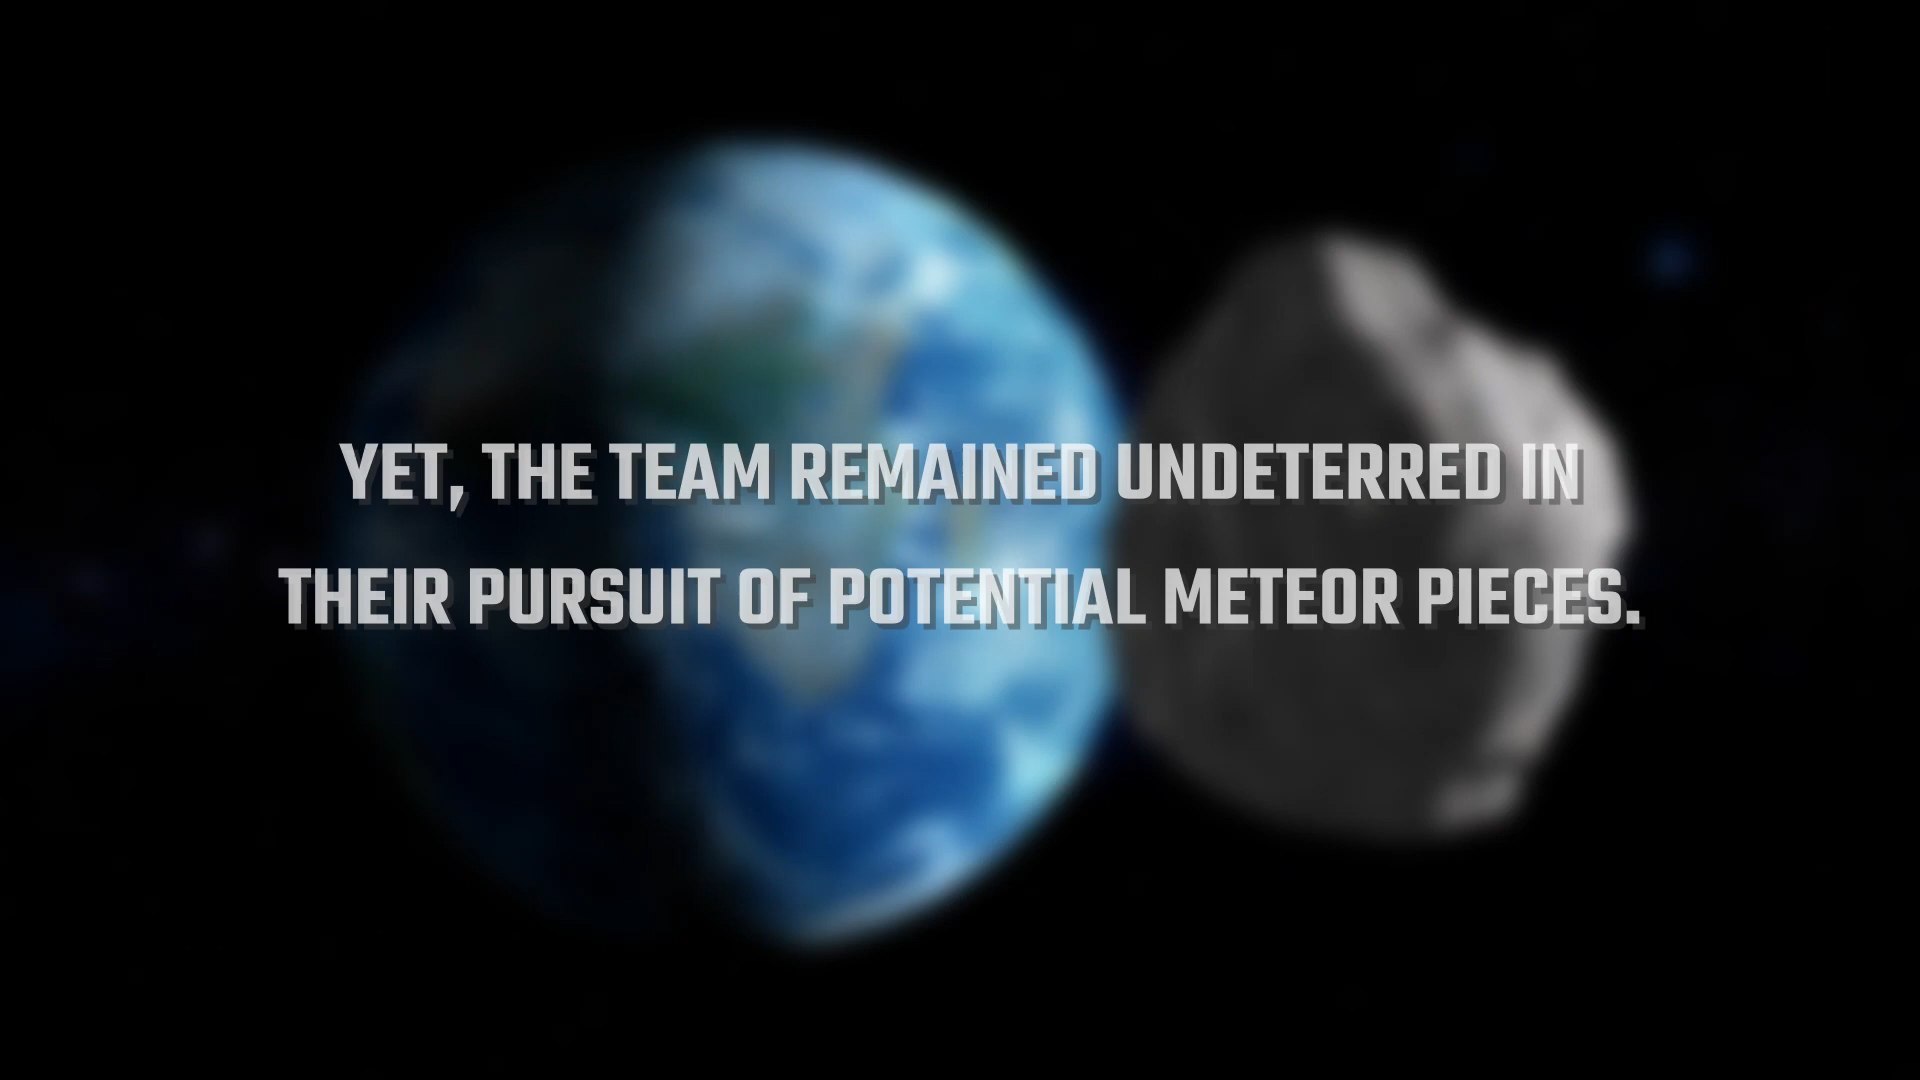 YET, THE TEAM REMAINED UNDETERRED IN
THEIR PURSUIT OF POTENTIAL METEOR PIECES.